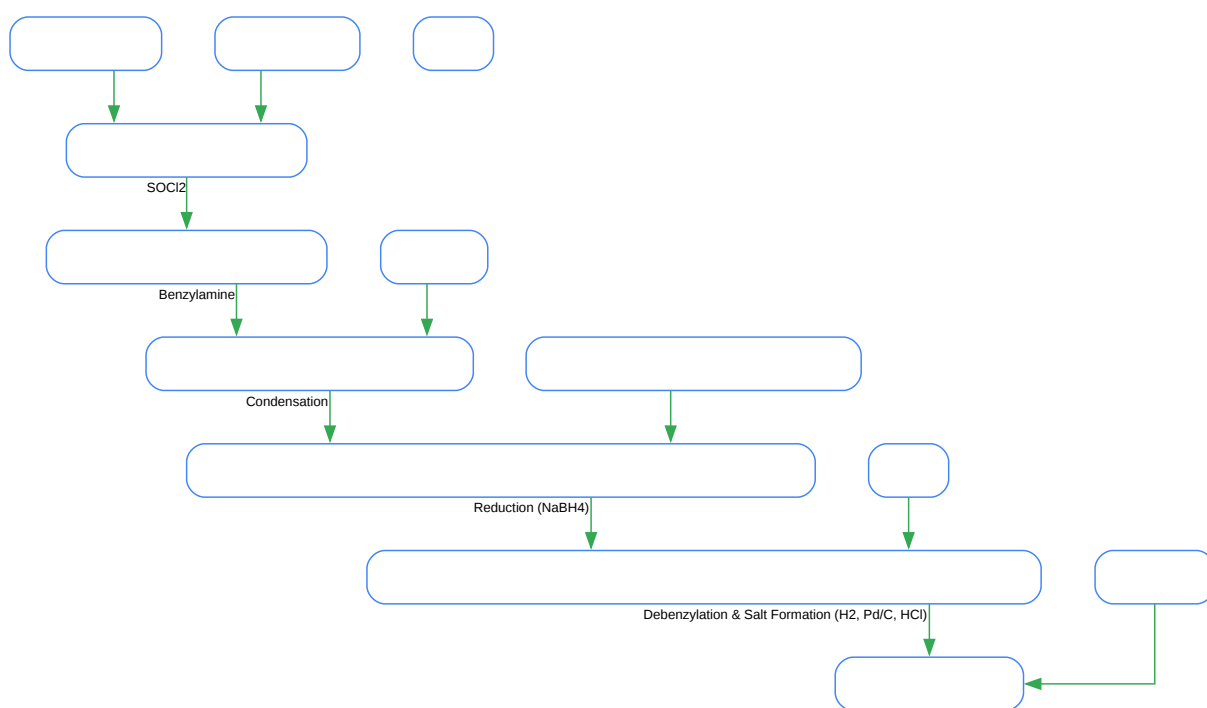 SOCl2
Benzylamine
Condensation
Reduction (NaBH4)
Debenzylation & Salt Formation (H2, Pd/C, HCl)